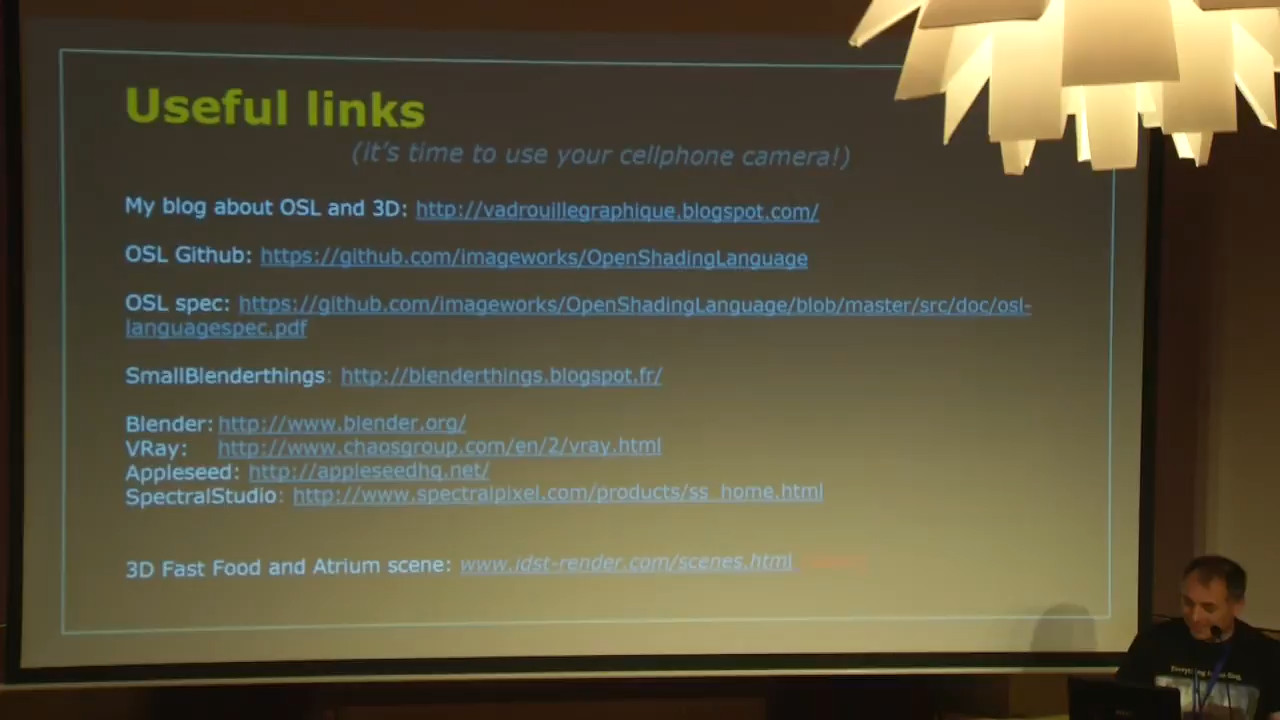 Useful links
(it's time to use your cellphone camera!)
My blog about OSL and 3D: http://vadrouillegraphique.blogspot.com/
OSL Github: https://github.com/imageworks/OpenShadingLanguage
OSL spec: https://github.com/imageworks/OpenShadingLanguage/blob/master/src/doc/osl-
languagespec.pdf
SmallBlenderthings: http://blenderthings.blogspot.fr/
Blender: http://www.blender.org/
VRay: http://www.chaosgroup.com/en/2/vray.html
Appleseed: http://appleseedhq.net/
SpectralStudio: http://www.spectralpixel.com/products/ss_home.html
3D Fast Food and Atrium scene: www.idst-render.com/scenes.html